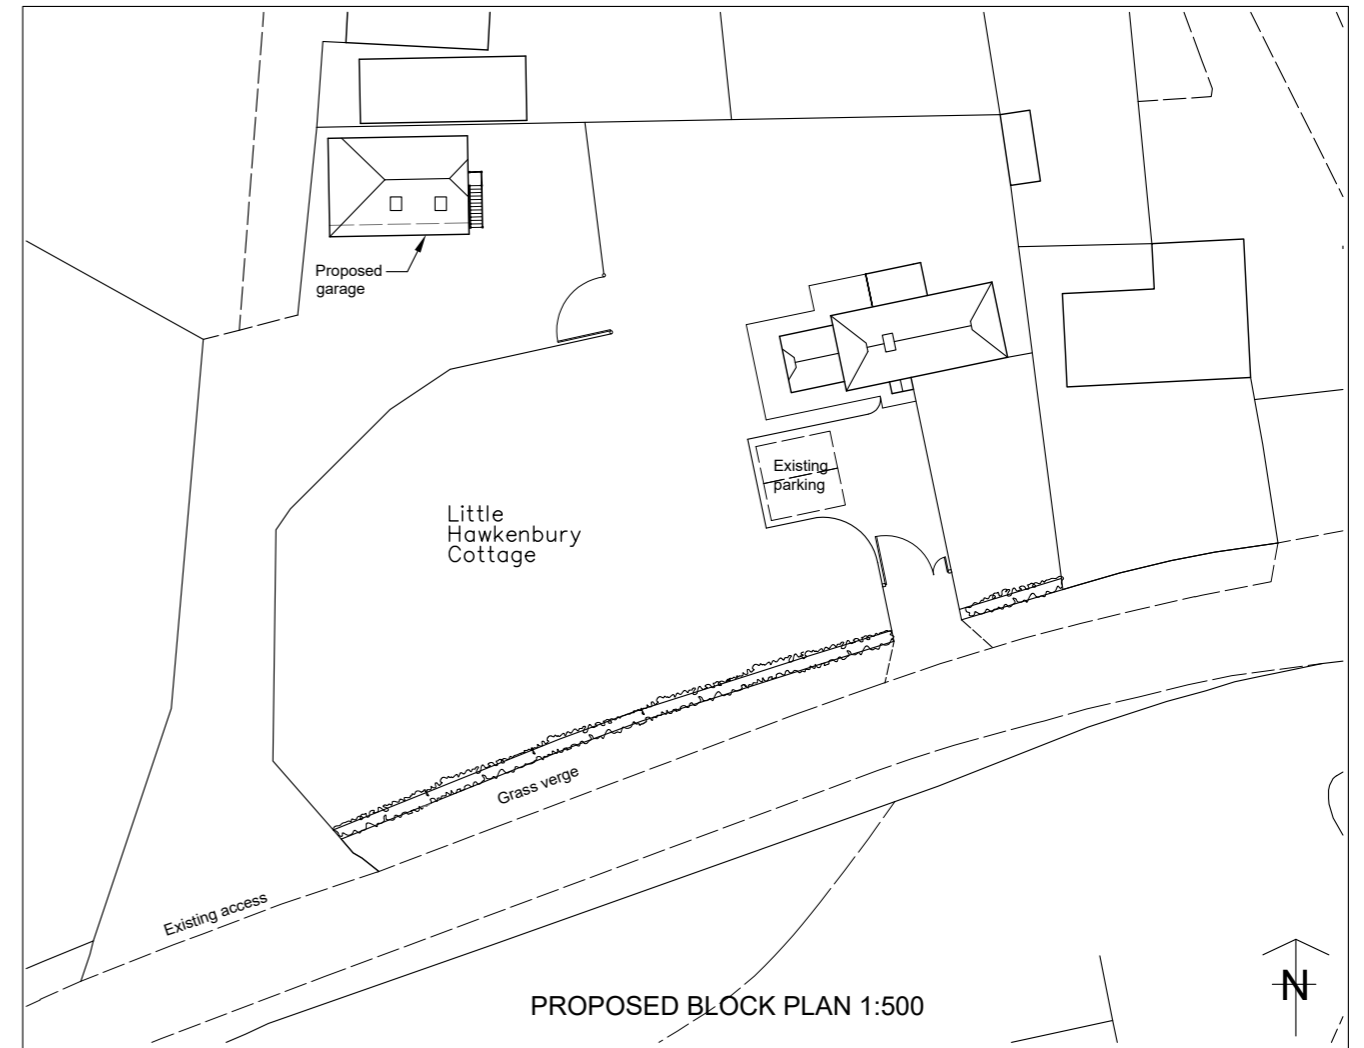 Proposed
garage
Existing
parking
Little
Hawkenbury
Cottage
Grass verge
Existing access
PROPOSED BLOCK PLAN 1:500
N